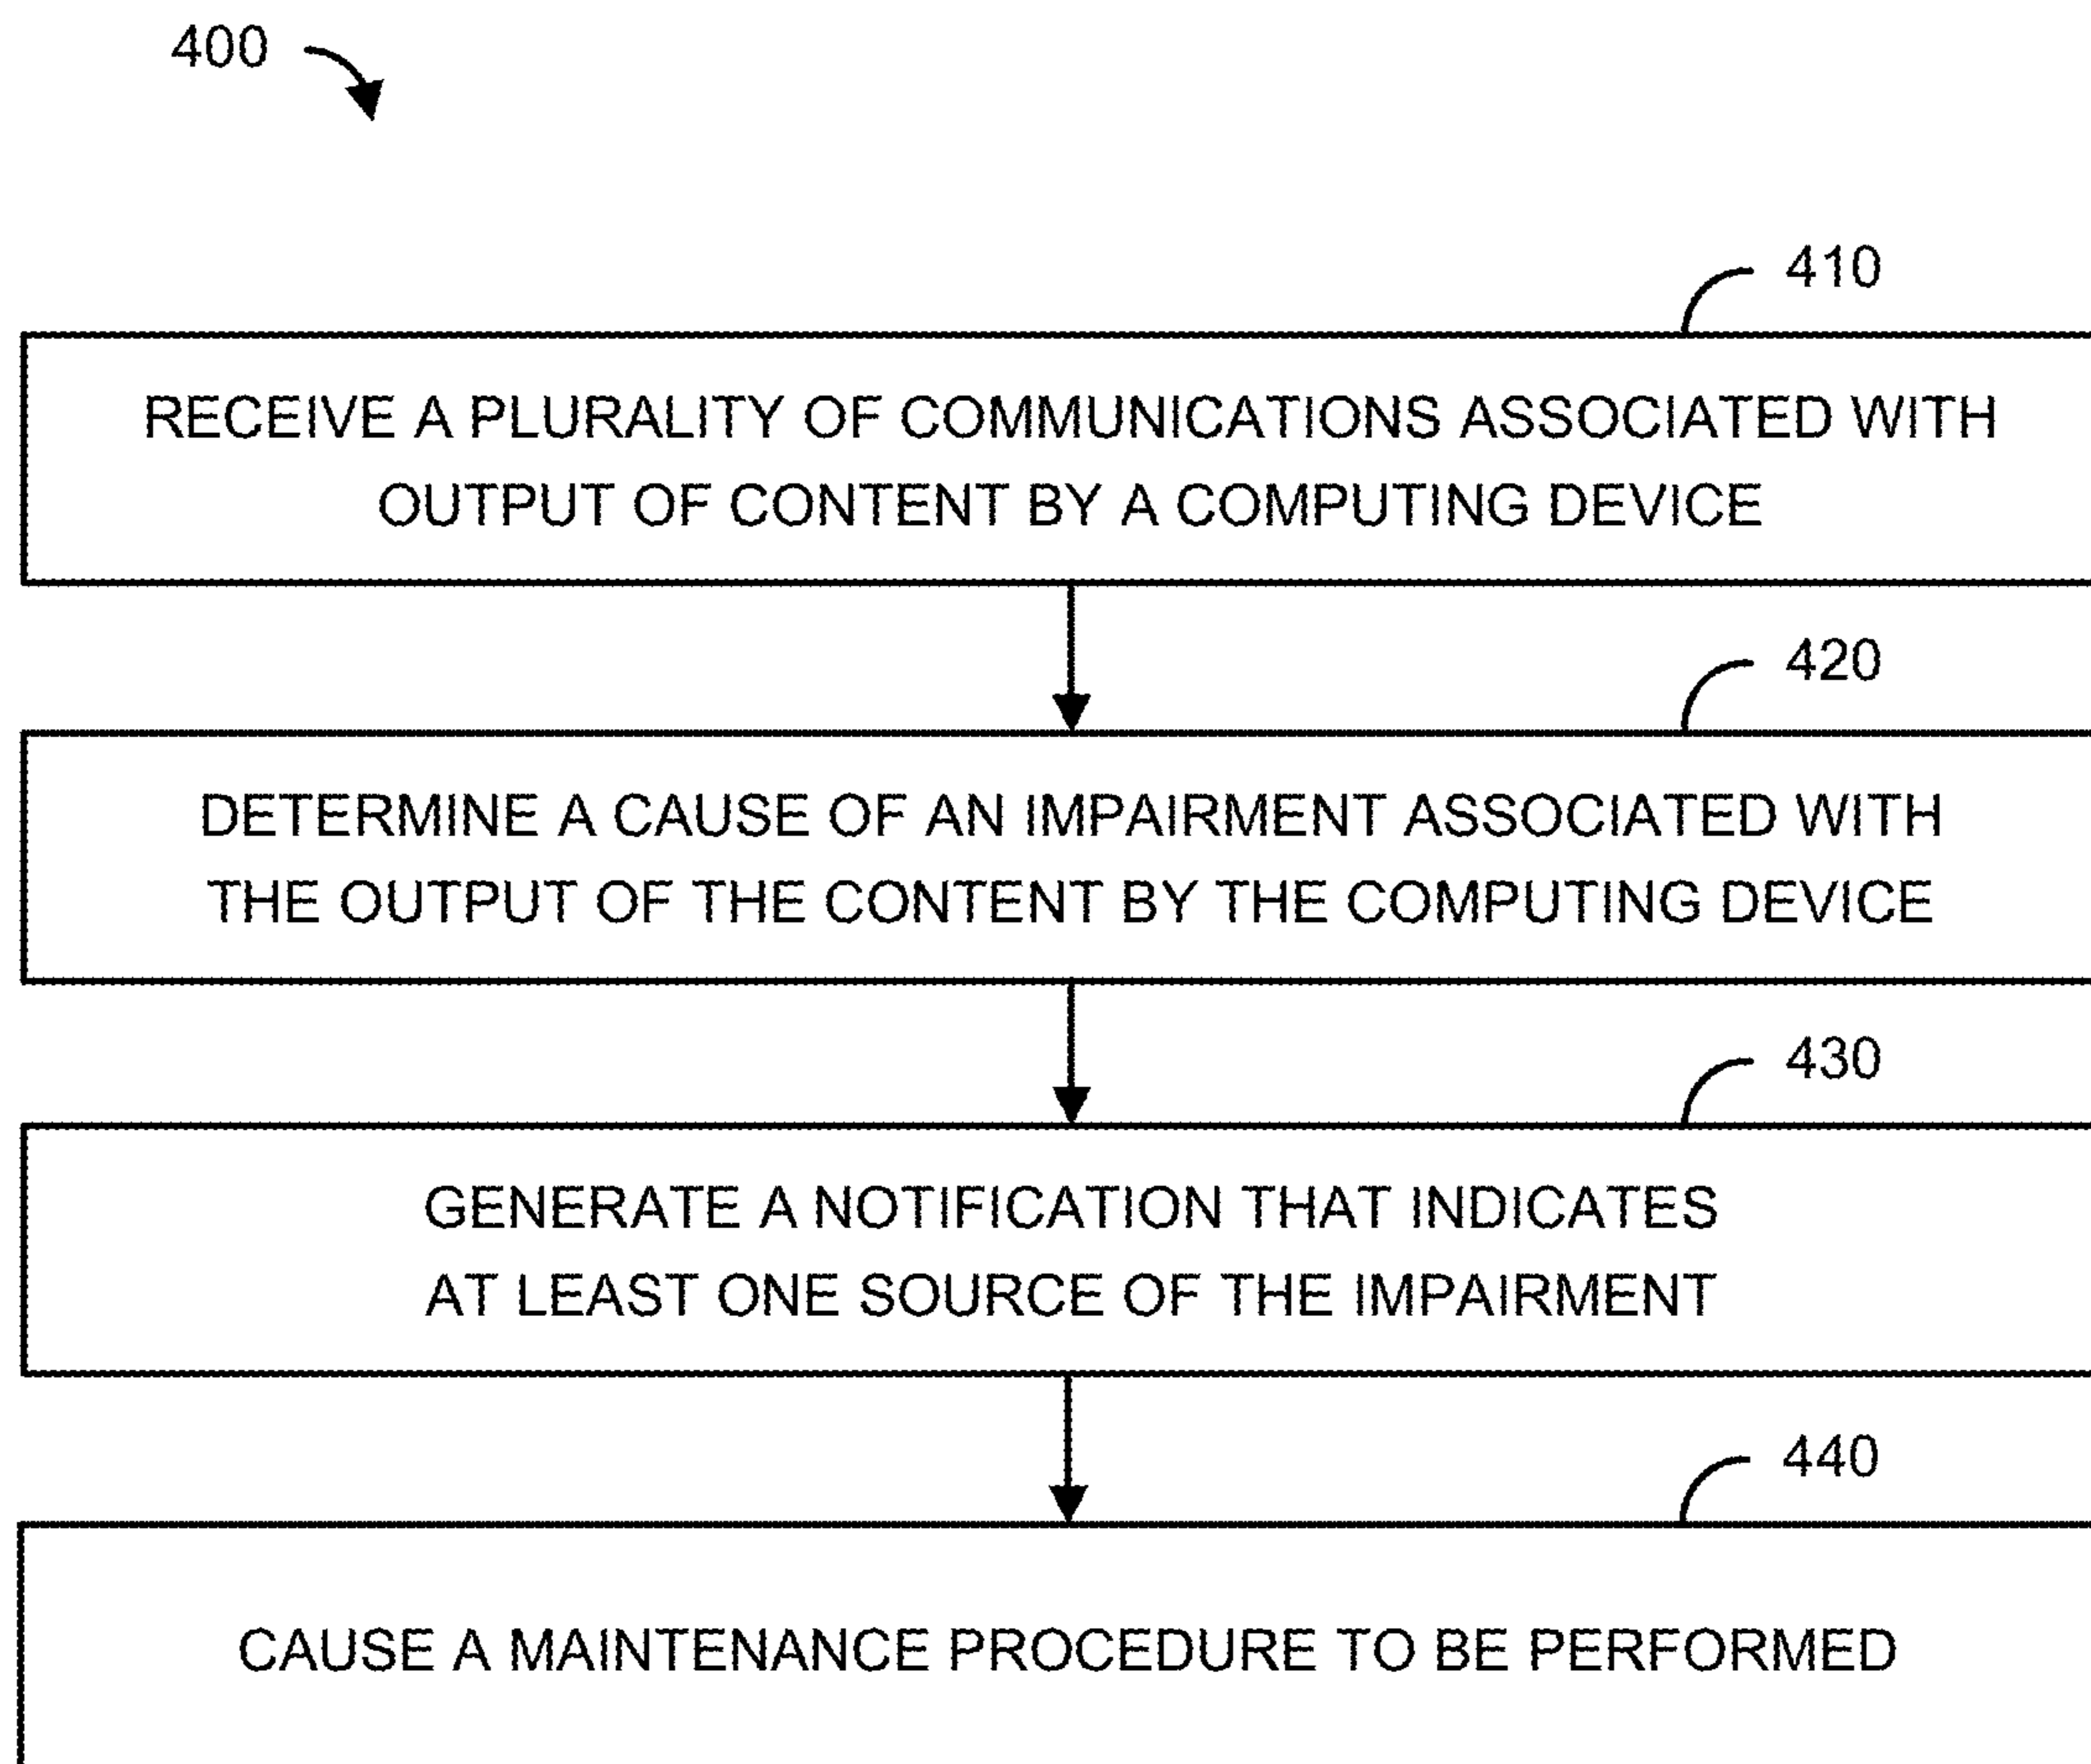 400
410
RECEIVE A PLURALITY OF COMMUNICATIONS ASSOCIATED WITH
OUTPUT OF CONTENT BY A COMPUTING DEVICE
420
DETERMINE A CAUSE OF AN IMPAIRMENT ASSOCIATED WITH
THE OUTPUT OF THE CONTENT BY THE COMPUTING DEVICE
430
GENERATE A NOTIFICATION THAT INDICATES
AT LEAST ONE SOURCE OF THE IMPAIRMENT
440
CAUSE A MAINTENANCE PROCEDURE TO BE PERFORMED